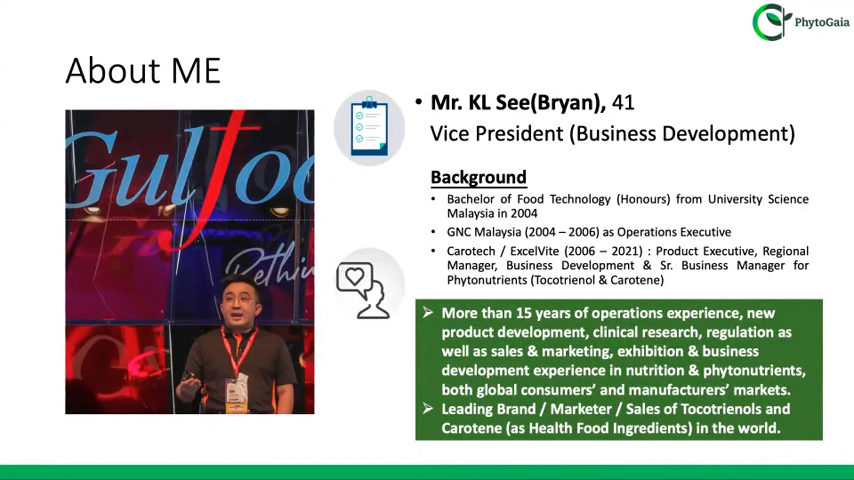 PhytoGaia
About ME
Gulfoo
Rethin
• Mr. KL See(Bryan), 41
Vice President (Business Development)
Background
• Bachelor of Food Technology (Honours) from University Science
Malaysia in 2004
• GNC Malaysia (2004 – 2006) as Operations Executive
• Carotech / ExcelVite (2006 – 2021) : Product Executive, Regional
Manager, Business Development & Sr. Business Manager for
Phytonutrients (Tocotrienol & Carotene)
➢ More than 15 years of operations experience, new
product development, clinical research, regulation as
well as sales & marketing, exhibition & business
development experience in nutrition & phytonutrients,
both global consumers’ and manufacturers’ markets.
➢ Leading Brand / Marketer / Sales of Tocotrienols and
Carotene (as Health Food Ingredients) in the world.